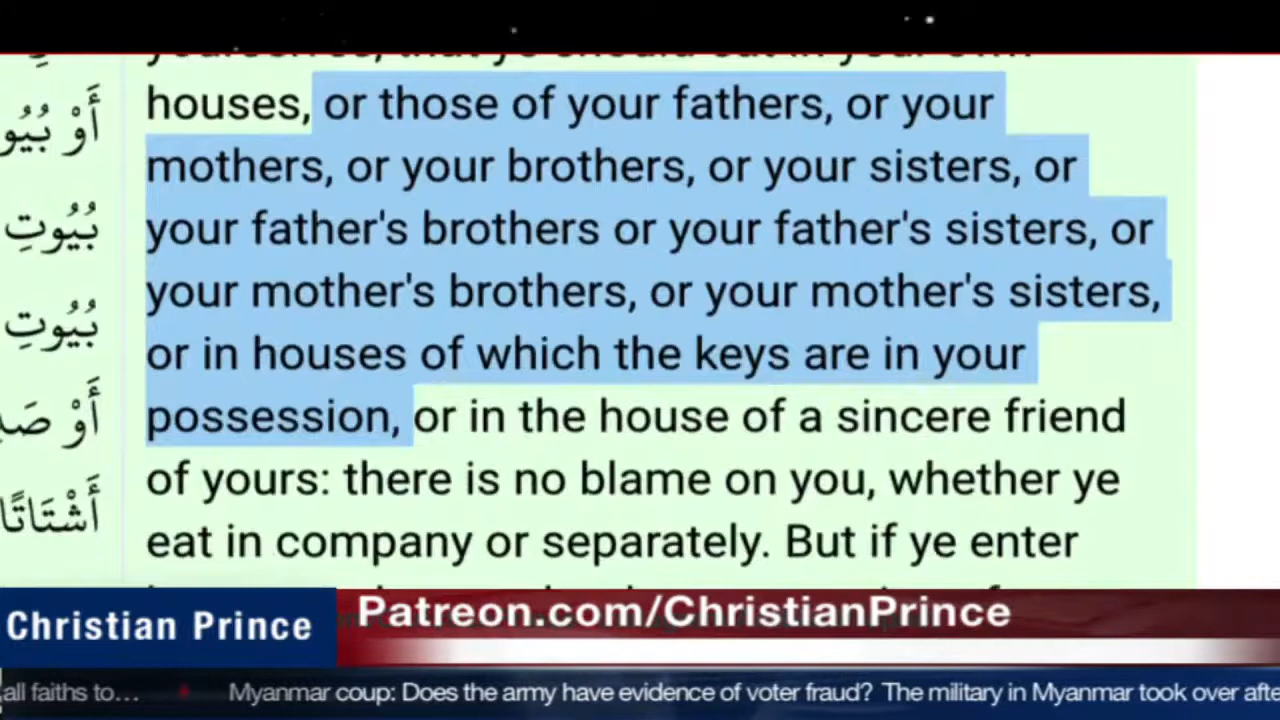 houses, or those of your fathers, or your
mothers, or your brothers, or your sisters, or
your father's brothers or your father's sisters, or
your mother's brothers, or your mother's sisters,
or in houses of which the keys are in your
possession, or in the house of a sincere friend
of yours: there is no blame on you, whether ye
eat in company or separately. But if ye enter
أَوْ
بُيُوتِ
بُيُوتِ
أَوْ
أَشْتَاتًا
Christian Prince
Patreon.com/ChristianPrince
all faiths to... Myanmar coup: Does the army have evidence of voter fraud? The military in Myanmar took over